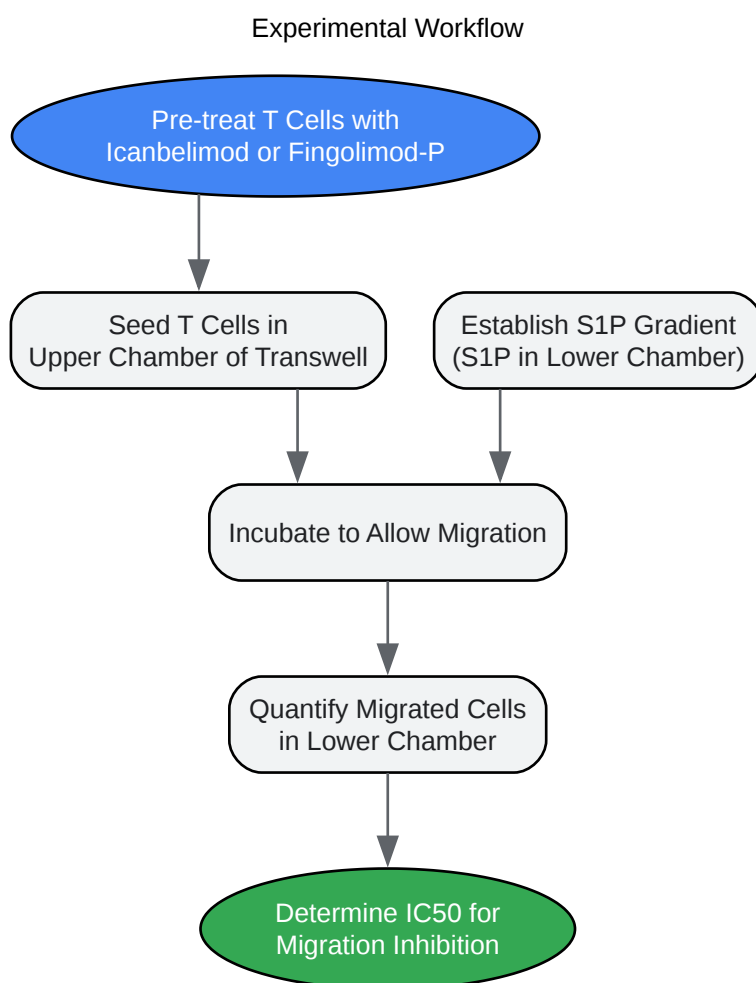 Experimental Workflow
Pre-treat T Cells with
Icanbelimod or Fingolimod-P
Seed T Cells in
Upper Chamber of Transwell
Establish S1P Gradient
(S1P in Lower Chamber)
Incubate to Allow Migration
Quantify Migrated Cells
in Lower Chamber
Determine IC50 for
Migration Inhibition